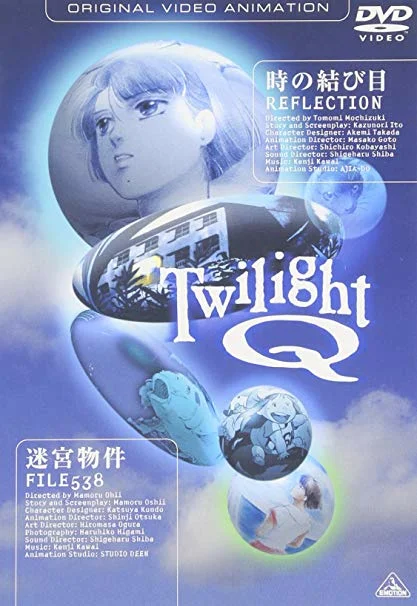 ORIGINAL VIDEO ANIMATION
DVD
VIDEO
時の結び目
REFLECTION
Directed by Tomomi Mochizuki
Story and Screenplay: Kazunori Ito
Character Designer: Akemi Takada
Animation Director: Masako Goto
Art Director: Shichiro Kobayashi
Sound Director: Shigeharu Shiba
Music: Kenji Kawai
Animation Studio: AJIA-DO
Twilight
Q
迷宮物件
FILE538
Directed by Mamoru Ohii
Story and Screenplay: Mamoru Oshii
Character Designer: Katsuya Kondo
Animation Director: Shinji Otsuka
Art Director: Hiromasa Ogura
Photography: Haruhiko Higami
Sound Director: Shigeharu Shiba
Music: Kenji Kawai
Animation Studio: STUDIO DEEN
EMOTION